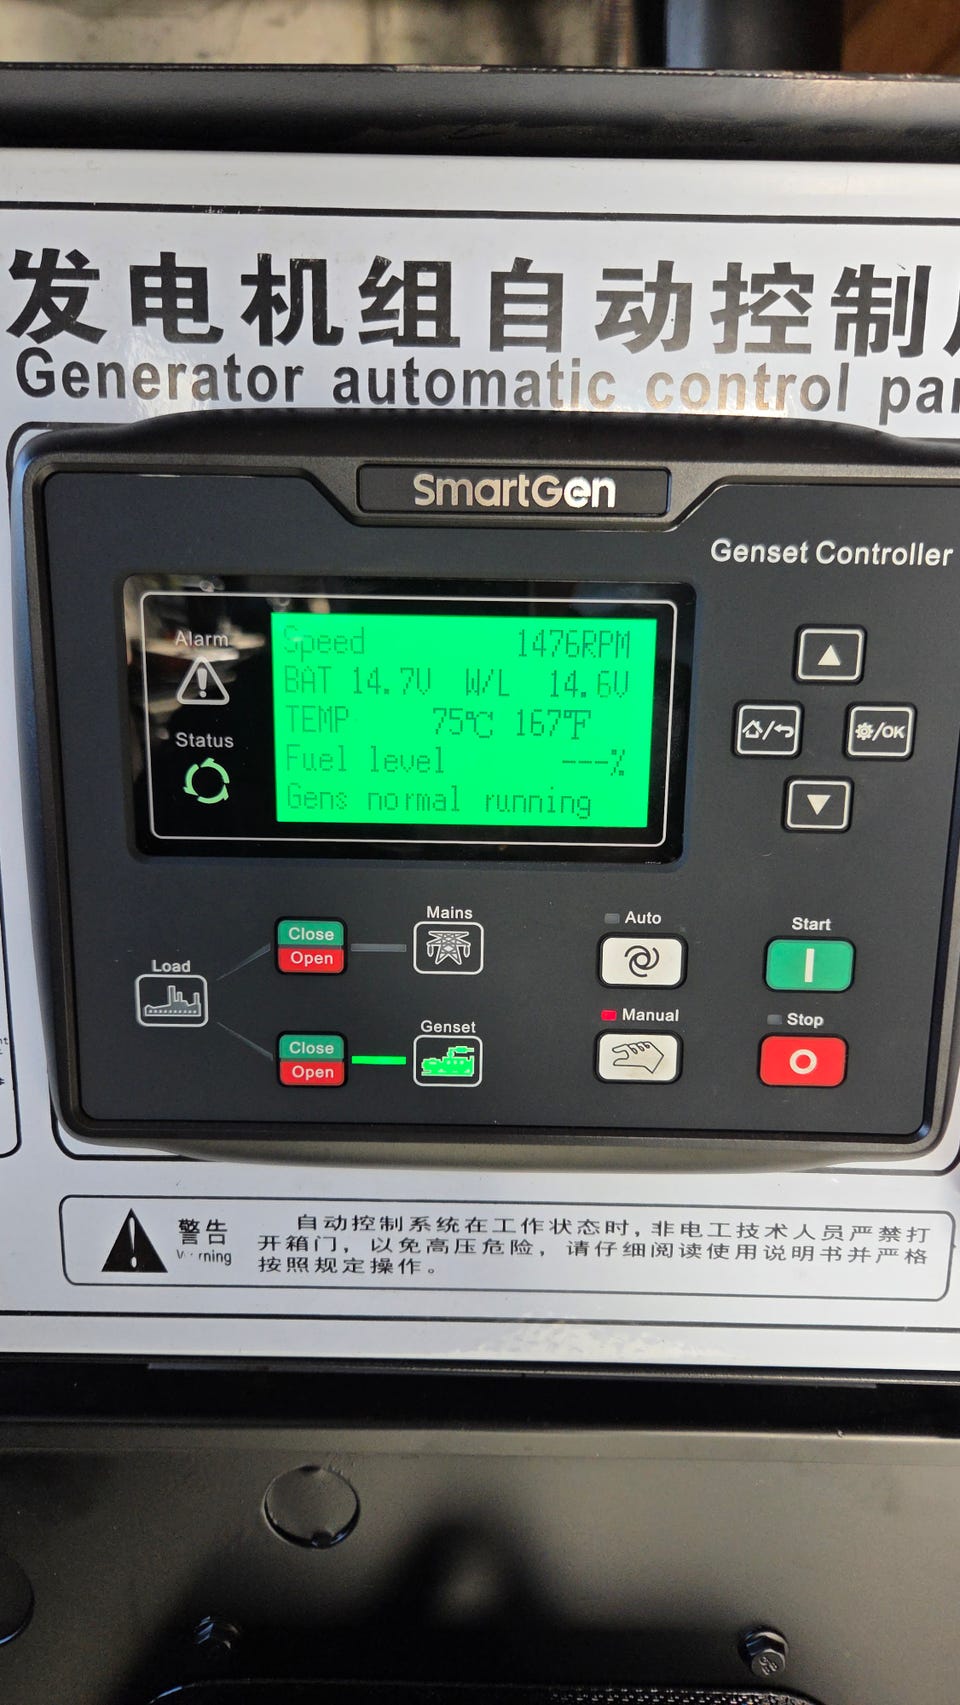 发电机组自动控制
Generator automatic control
SmartGen
Genset Controller
Alarm
Status
Speed 1476RPM
BAT 14.7V W/L 14.6V
TEMP 75℃ 167℉
Fuel level ---%
Gens normal running
/OK
Mains
Close
Open
Load
Genset
Close
Open
Auto
Start
Manual
Stop
警告
自动控制系统在工作状态时,非电工技术人员严禁打
开箱门，以免高压危险，请仔细阅读使用说明书并严格
按照规定操作。